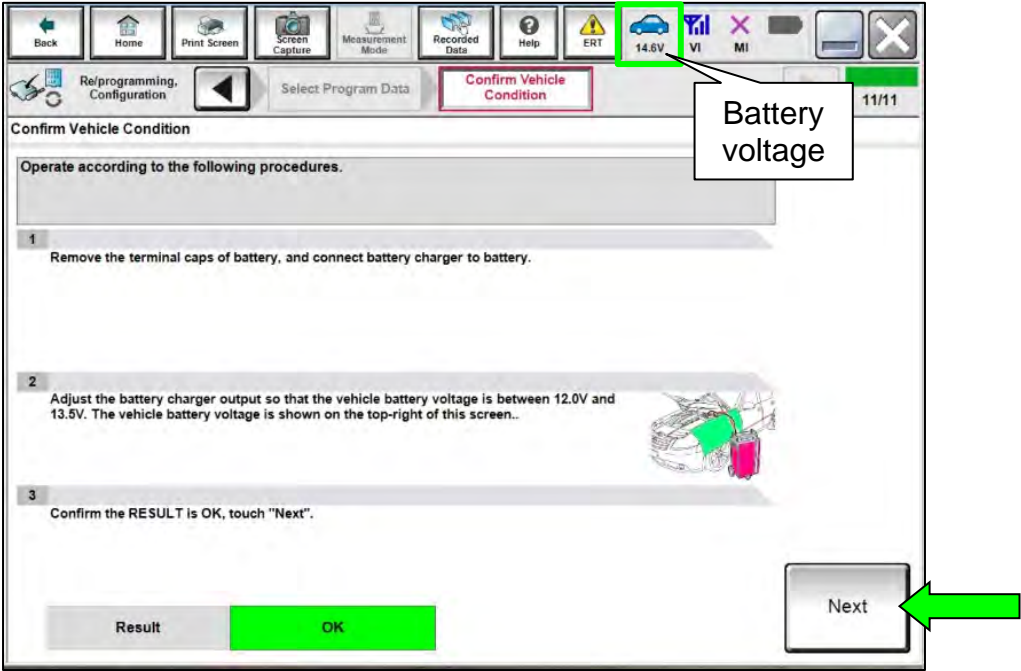 Back
Home
Print Screen
Screen
Capture
Measurement
Mode
Recorded
Data
Help
ERT
14.6V
VI
MI
Re/programming,
Configuration
Select Program Data
Confirm Vehicle
Condition
11/11
Battery
voltage
Confirm Vehicle Condition
Operate according to the following procedures.
1
Remove the terminal caps of battery, and connect battery charger to battery.
2
Adjust the battery charger output so that the vehicle battery voltage is between 12.0V and
13.5V. The vehicle battery voltage is shown on the top-right of this screen..
3
Confirm the RESULT is OK, touch "Next".
Next
Result
OK